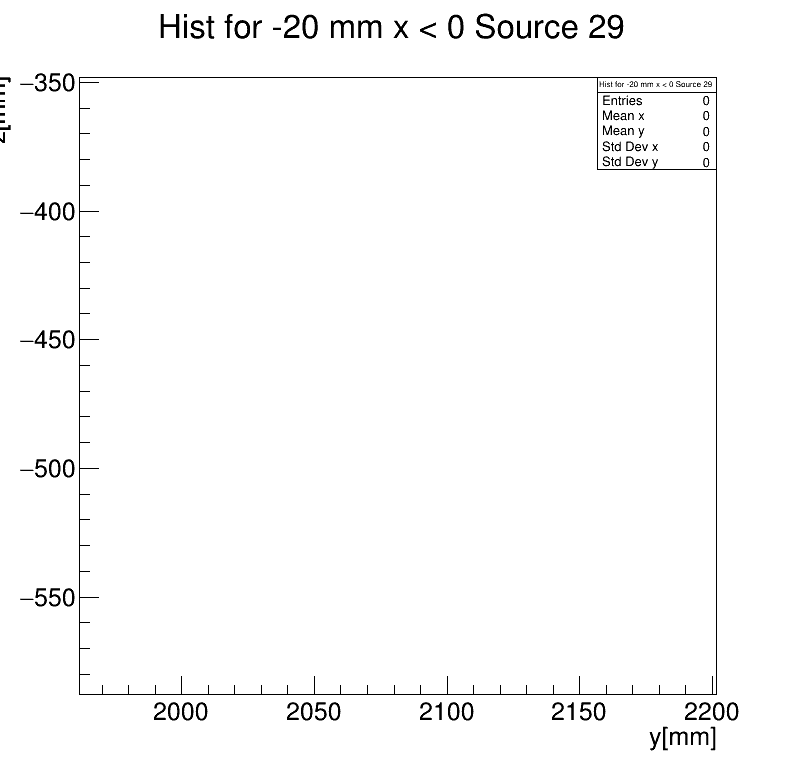 Hist for -20 mm x < 0 Source 29
z[mm]
−350
−400
−450
−500
−550
Hist for -20 mm x < 0 Source 29
Entries 0
Mean x 0
Mean y 0
Std Dev x 0
Std Dev y 0
2000 2050 2100 2150 2200
y[mm]